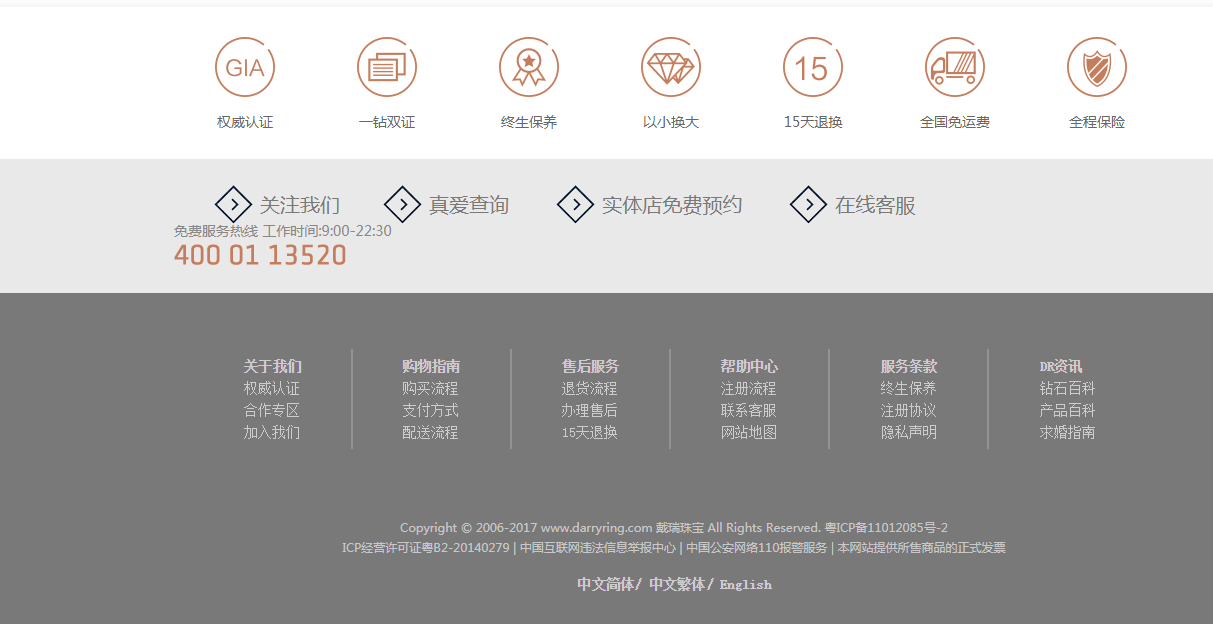 GIA 15
权威认证 一钻双证 终生保养 以小换大 15天退换 全国免运费 全程保险
关注我们 真爱查询 实体店免费预约 在线客服
免费服务热线 工作时间:9:00-22:30
400 01 13520
关于我们 购物指南 售后服务 帮助中心 服务条款 DR资讯
权威认证 购买流程 退货流程 注册流程 终生保养 钻石百科
合作专区 支付方式 办理售后 联系客服 注册协议 产品百科
加入我们 配送流程 15天退换 网站地图 隐私声明 求婚指南
Copyright © 2006-2017 www.darryring.com 戴瑞珠宝 All Rights Reserved. 粤ICP备11012085号-2
ICP经营许可证粤B2-20140279 | 中国互联网违法信息举报中心 | 中国公安网络110报警服务 | 本网站提供所售商品的正式发票
中文简体/ 中文繁体/ English